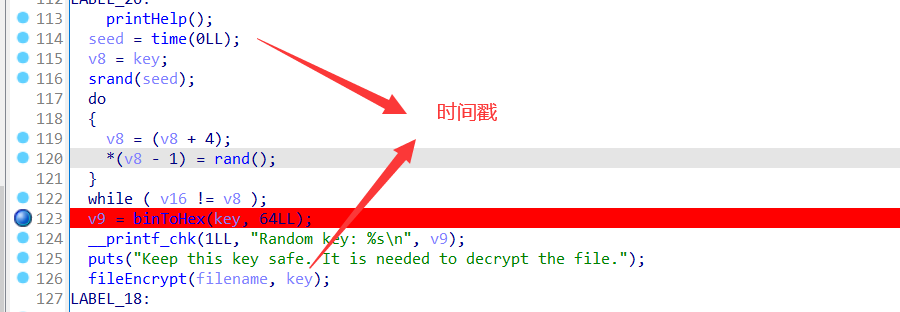 112 LABEL_20:
113 printHelp();
114 seed = time(0LL);
115 v8 = key;
116 srand(seed);
117 do
118 {
119 v8 = (v8 + 4);
120 *(v8 - 1) = rand();
121 }
122 while ( v16 != v8 );
123 v9 = binToHex(key, 64LL);
124 __printf_chk(1LL, "Random key: %s\n", v9);
125 puts("Keep this key safe. It is needed to decrypt the file.");
126 fileEncrypt(filename, key);
127 LABEL_18:
时间戳